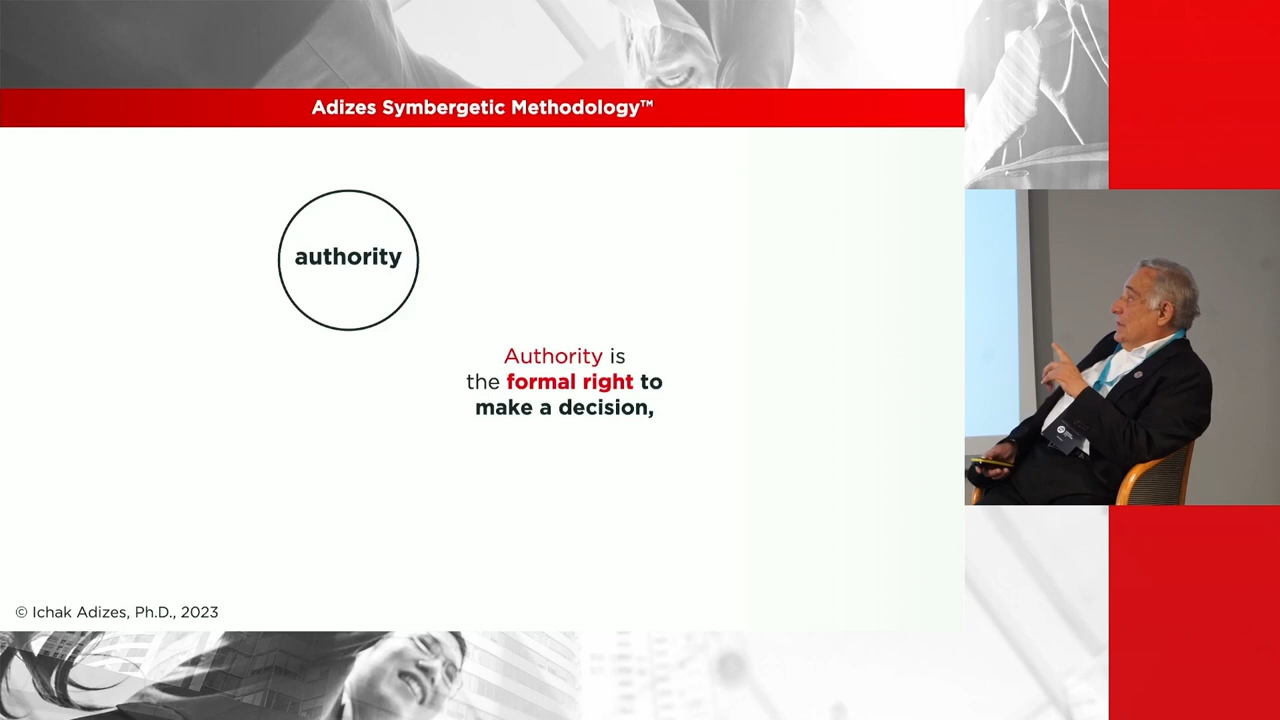 Adizes Symbergetic Methodology™
authority
Authority is
the formal right to
make a decision,
© Ichak Adizes, Ph.D., 2023